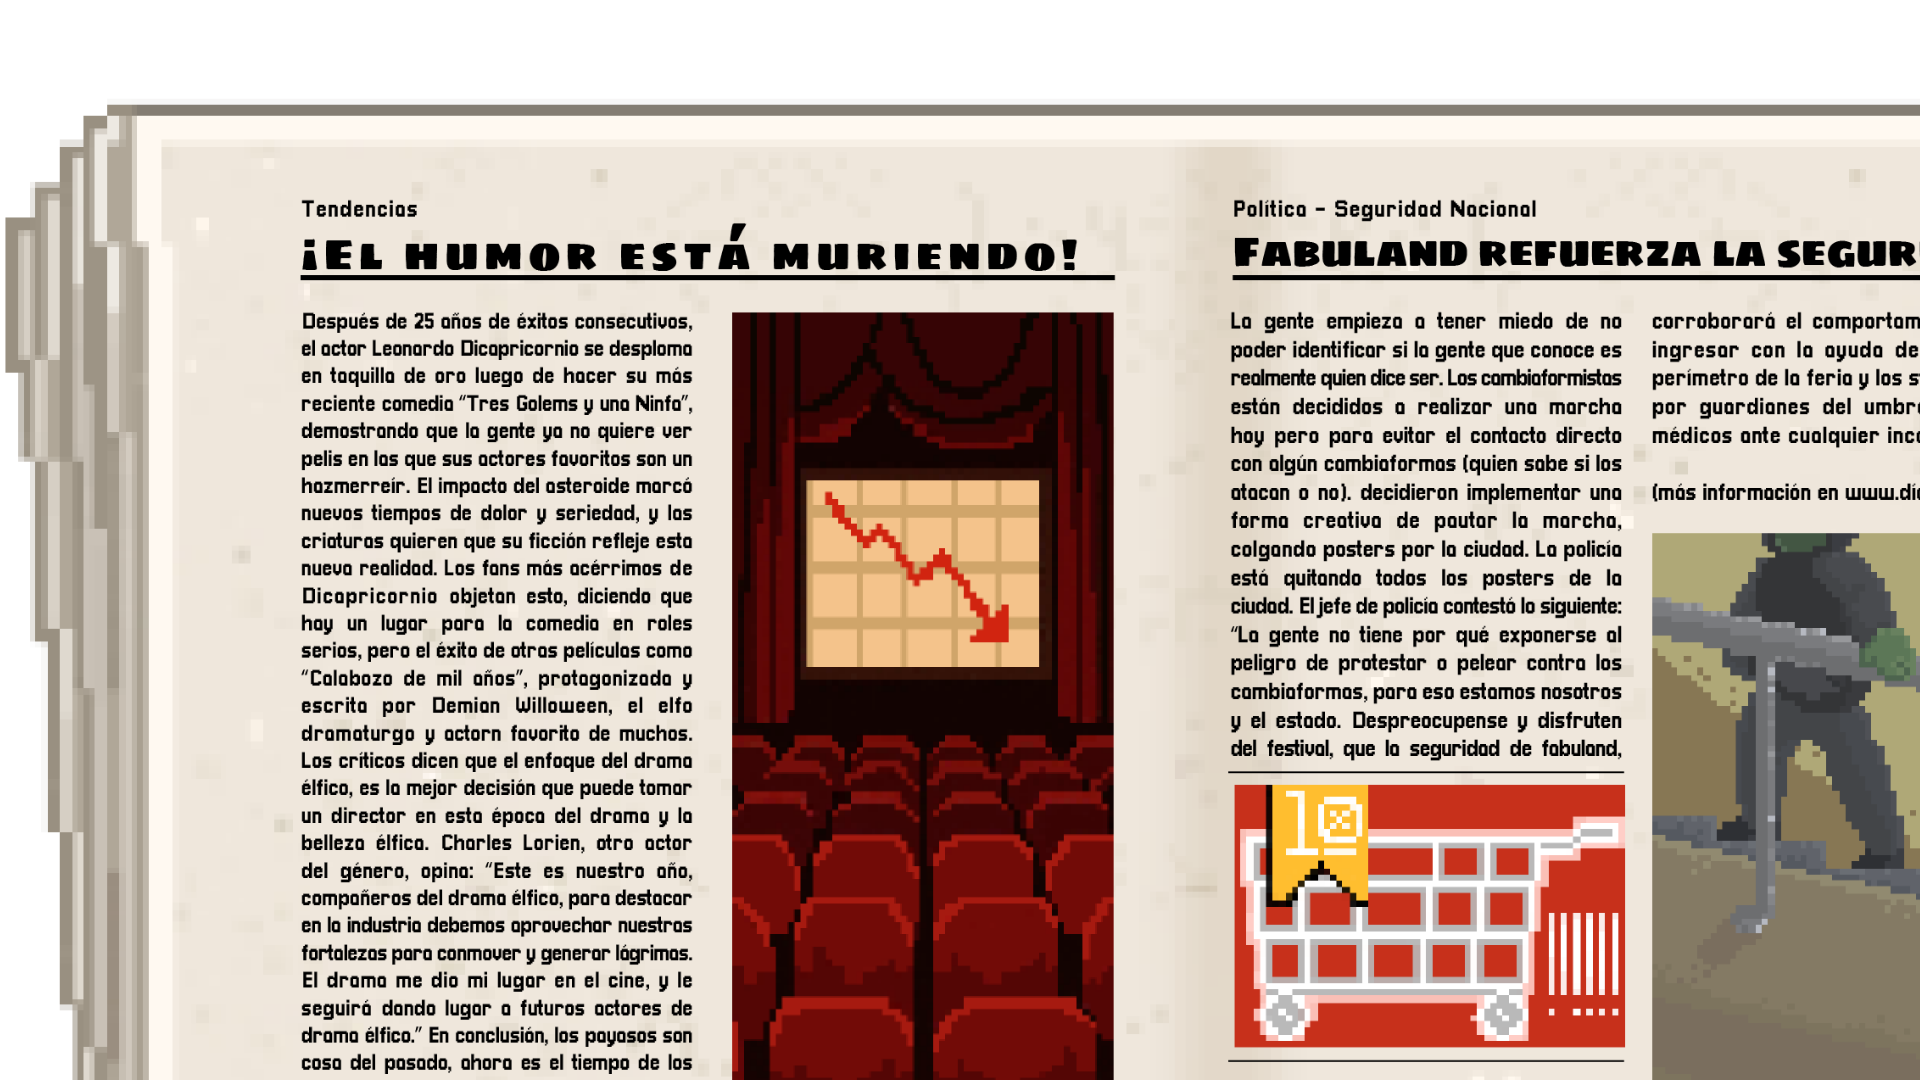 Tendencias
¡El humor está muriendo!
Después de 25 años de éxitos consecutivos,
el actor Leonardo Dicapricornio se desploma
en taquilla de oro luego de hacer su más
reciente comedia “Tres Golems y una Ninfa”,
demostrando que la gente ya no quiere ver
pelis en las que sus actores favoritos son un
hazmerreír. El impacto del asteroide marcó
nuevos tiempos de dolor y seriedad, y las
criaturas quieren que su ficción refleje esta
nueva realidad. Los fans más acérrimos de
Dicapricornio objetan esto, diciendo que
hay un lugar para la comedia en roles
serios, pero el éxito de otras películas como
“Calabozo de mil años”, protagonizada y
escrita por Demian Willoween, el elfo
dramaturgo y actorn favorito de muchos.
Los críticos dicen que el enfoque del drama
élfico, es la mejor decisión que puede tomar
un director en esta época del drama y la
belleza élfica. Charles Lorien, otro actor
del género, opina: “Este es nuestro año,
compañeros del drama élfico, para destacar
en la industria debemos aprovechar nuestras
fortalezas para conmover y generar lágrimas.
El drama me dio mi lugar en el cine, y le
seguirá dando lugar a futuros actores de
drama élfico.” En conclusión, los payasos son
cosa del pasado, ahora es el tiempo de los
Política - Seguridad Nacional
Fabuland refuerza la segur
La gente empieza a tener miedo de no
poder identificar si la gente que conoce es
realmente quien dice ser. Los cambiaformistas
están decididos a realizar una marcha
hoy pero para evitar el contacto directo
con algún cambiaformas (quien sabe si los
atacan o no). decidieron implementar una
forma creativa de pautar la marcha,
colgando posters por la ciudad. La policía
está quitando todos los posters de la
ciudad. El jefe de policía contestó lo siguiente:
“La gente no tiene por qué exponerse al
peligro de protestar o pelear contra los
cambiaformas, para eso estamos nosotros
y el estado. Despreocupense y disfruten
del festival, que la seguridad de fabuland,
corroborará el comportam
ingresar con la ayuda de
perímetro de la feria y los s
por guardianes del umbr
médicos ante cualquier inc
(más información en www.día